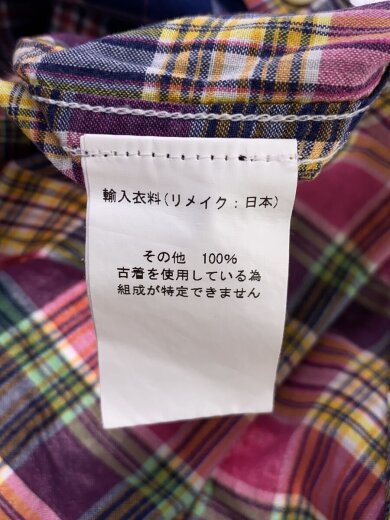 輸入衣料(リメイク:日本)
その他 100%
古着を使用している為
組成が特定できません